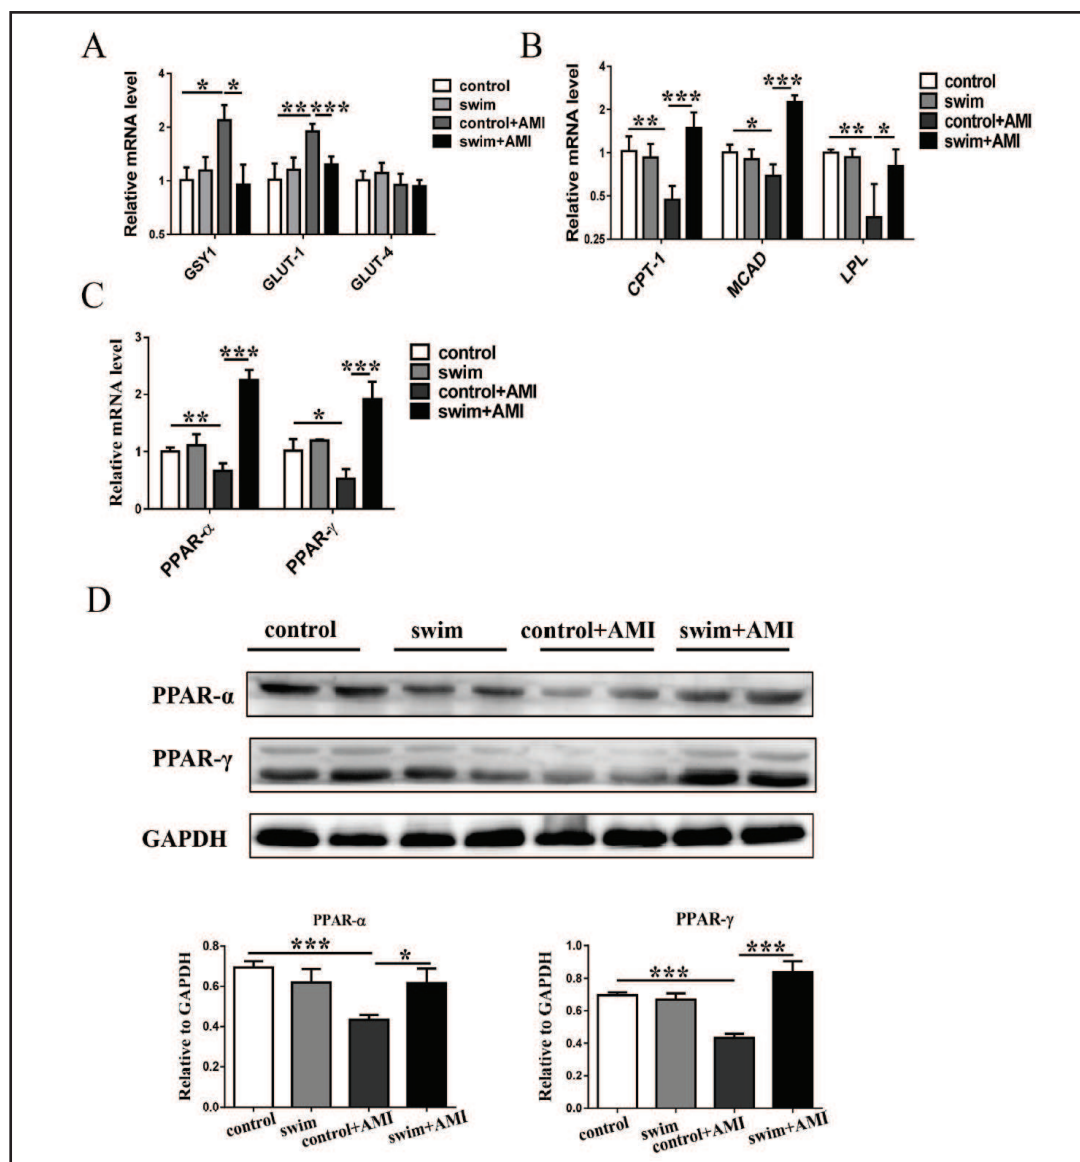 A
Relative mRNA level
4
2
1
0.5
* *
** ***
GSY1
GLUT-1
GLUT-4
control
swim
control+AMI
swim+AMI
B
Relative mRNA level
4
2
1
0.5
0.25
** ***
* ***
** *
CPT-1
MCAD
LPL
control
swim
control+AMI
swim+AMI
C
Relative mRNA level
3
2
1
0
** ***
* ***
PPAR-α
PPAR-γ
control
swim
control+AMI
swim+AMI
D
control swim control+AMI swim+AMI
PPAR-α
PPAR-γ
GAPDH
PPAR-α
Relative to GAPDH
0.8
0.6
0.4
0.2
0.0
*** *
control swim control+AMI swim+AMI
PPAR-γ
Relative to GAPDH
1.0
0.8
0.6
0.4
0.2
0.0
*** ***
control swim control+AMI swim+AMI